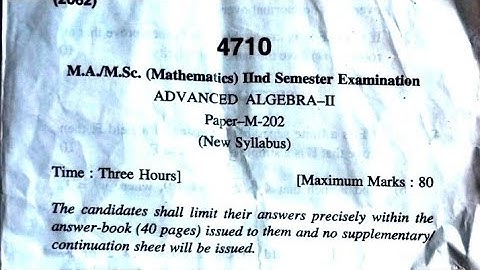 (2062)
4710
M.A./M.Sc. (Mathematics) IInd Semester Examination
ADVANCED ALGEBRA–II
Paper–M-202
(New Syllabus)
Time : Three Hours] [Maximum Marks : 80
The candidates shall limit their answers precisely within the
answer-book (40 pages) issued to them and no supplementary/
continuation sheet will be issued.